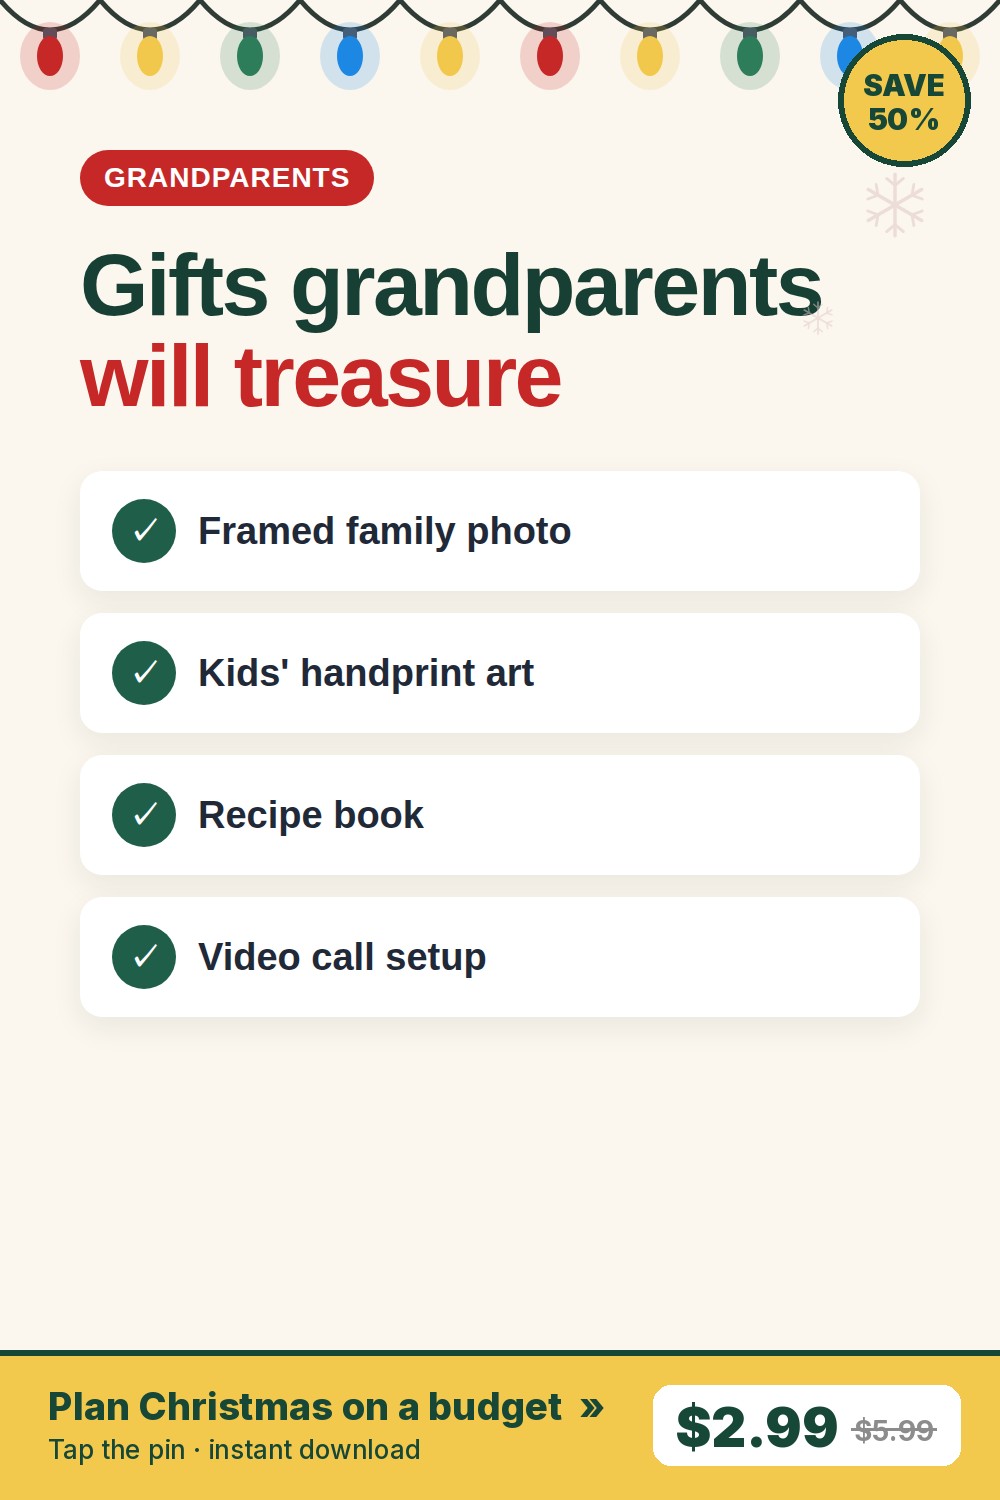 SAVE
50%
GRANDPARENTS
Gifts grandparents
will treasure
✓ Framed family photo
✓ Kids' handprint art
✓ Recipe book
✓ Video call setup
Plan Christmas on a budget »
Tap the pin · instant download
$2.99 $5.99